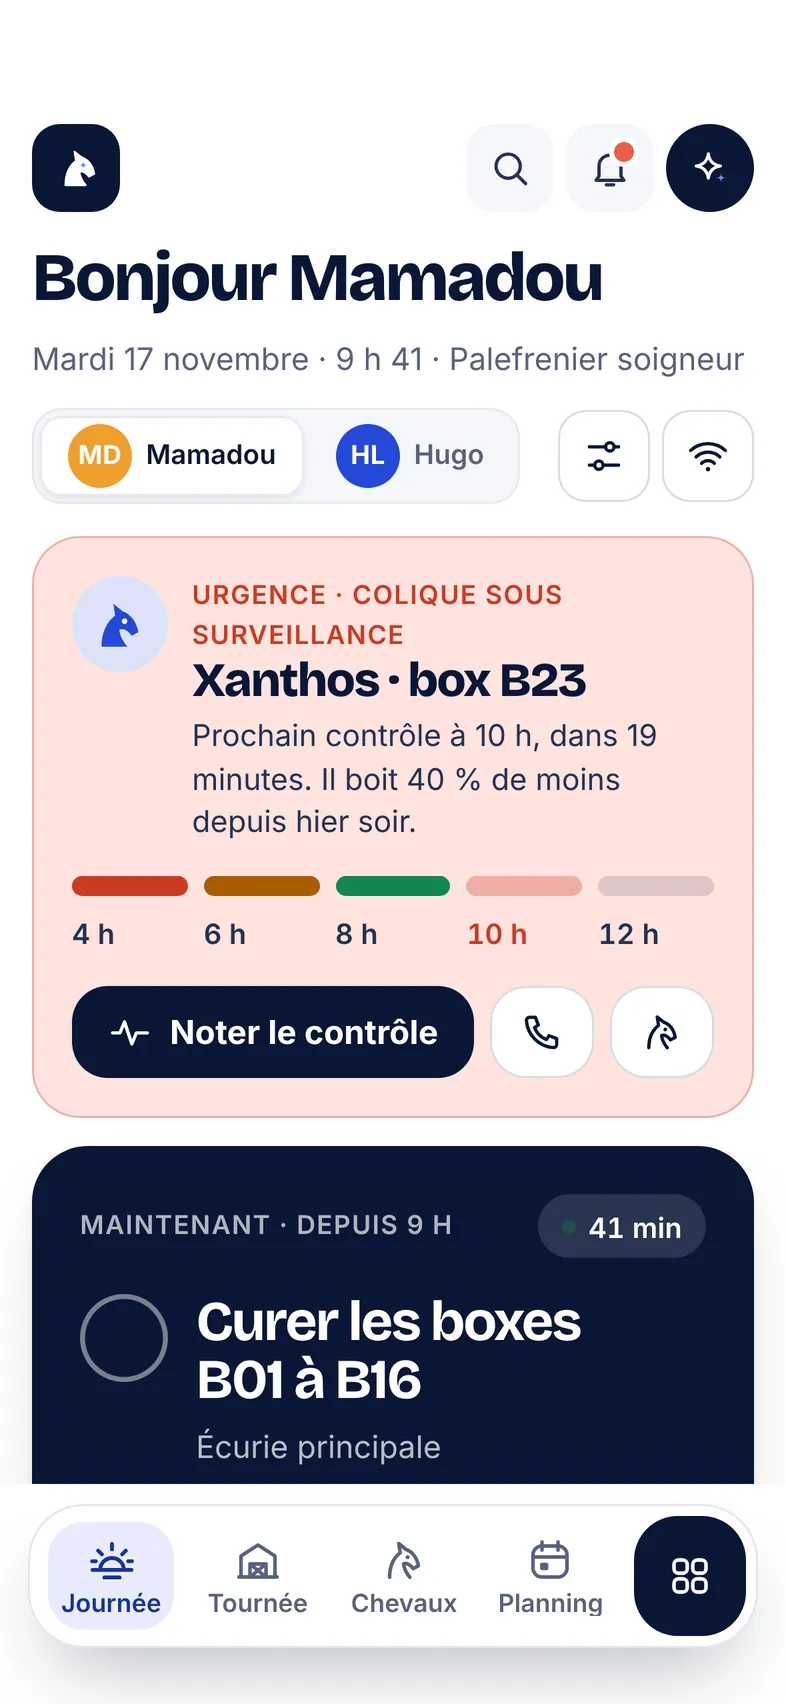 Bonjour Mamadou
Mardi 17 novembre · 9 h 41 · Palefrenier soigneur
MD Mamadou HL Hugo
URGENCE · COLIQUE SOUS
SURVEILLANCE
Xanthos · box B23
Prochain contrôle à 10 h, dans 19
minutes. Il boit 40 % de moins
depuis hier soir.
4 h 6 h 8 h 10 h 12 h
Noter le contrôle
MAINTENANT · DEPUIS 9 H 41 min
Curer les boxes
B01 à B16
Écurie principale
Journée Tournée Chevaux Planning